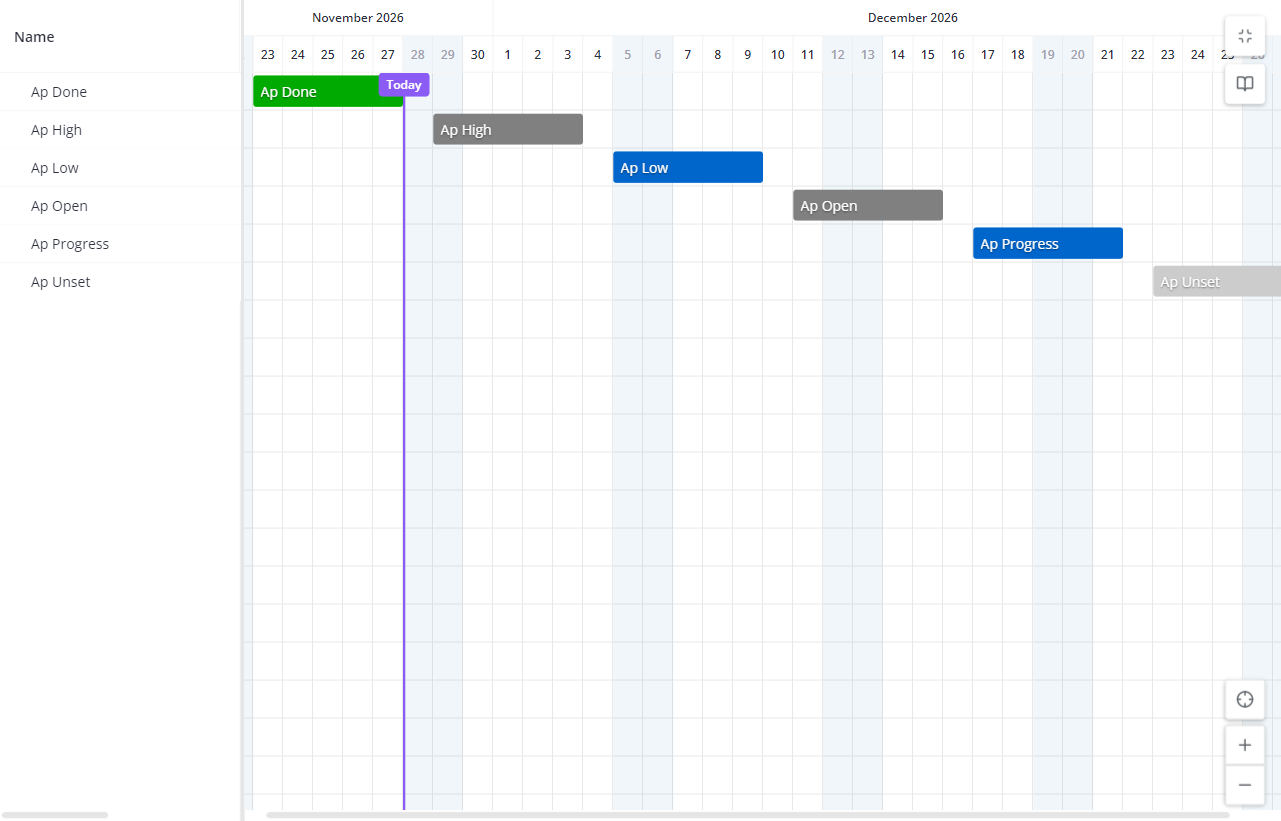 Name
November 2026
December 2026
23 24 25 26 27 28 29 30 1 2 3 4 5 6 7 8 9 10 11 12 13 14 15 16 17 18 19 20 21 22 23 24
Ap Done
Ap Done
Today
Ap High
Ap High
Ap Low
Ap Low
Ap Open
Ap Open
Ap Progress
Ap Progress
Ap Unset
Ap Unset